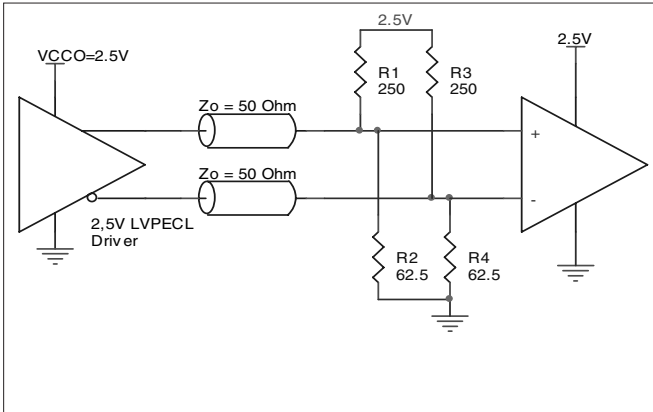 2.5V
VCCO=2.5V
2.5V
R1
250
R3
250
Zo = 50 Ohm
+
Zo = 50 Ohm
-
2,5V LVPECL
Driver
R2
62.5
R4
62.5